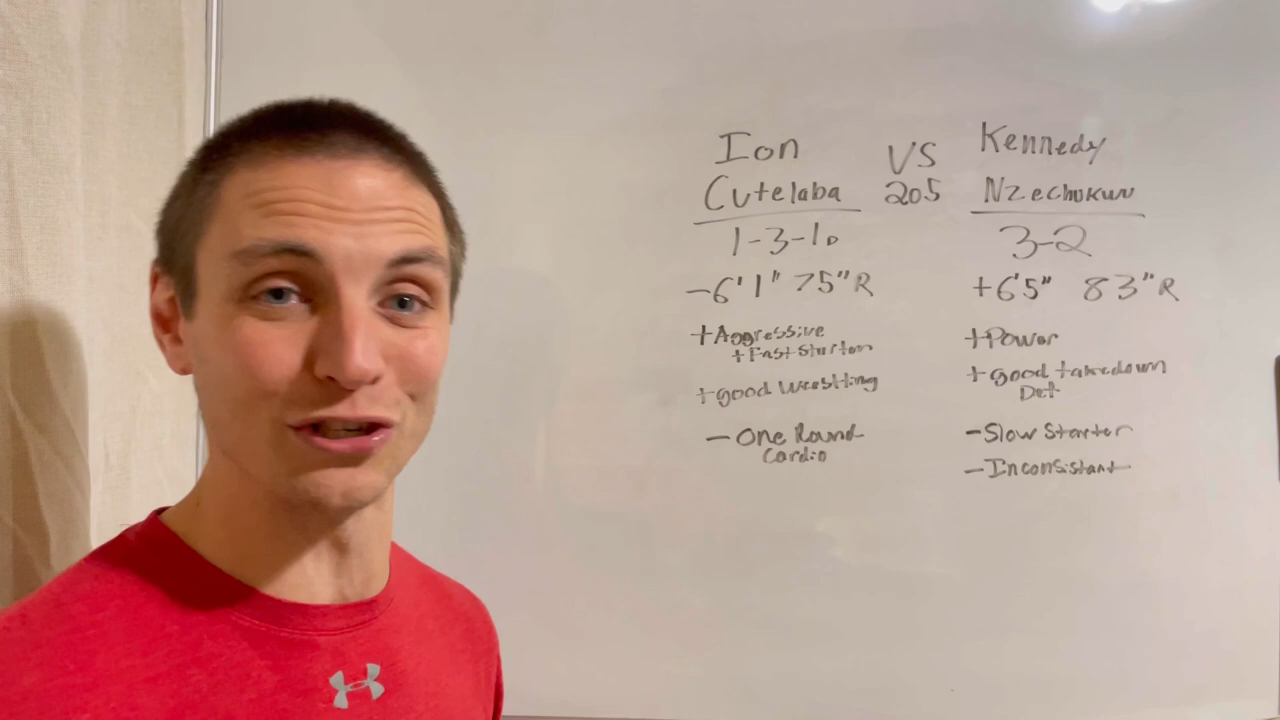 Ion
Cutelaba
1-3-1D
-6'1" 75"R
+Aggressive
+Fast Starter
+good Wrestling
-One Round
Cardio
VS
205
Kennedy
Nzechukwu
3-2
+6'5" 83"R
+Power
+good takedown
Def
-Slow Starter
-Inconsistant